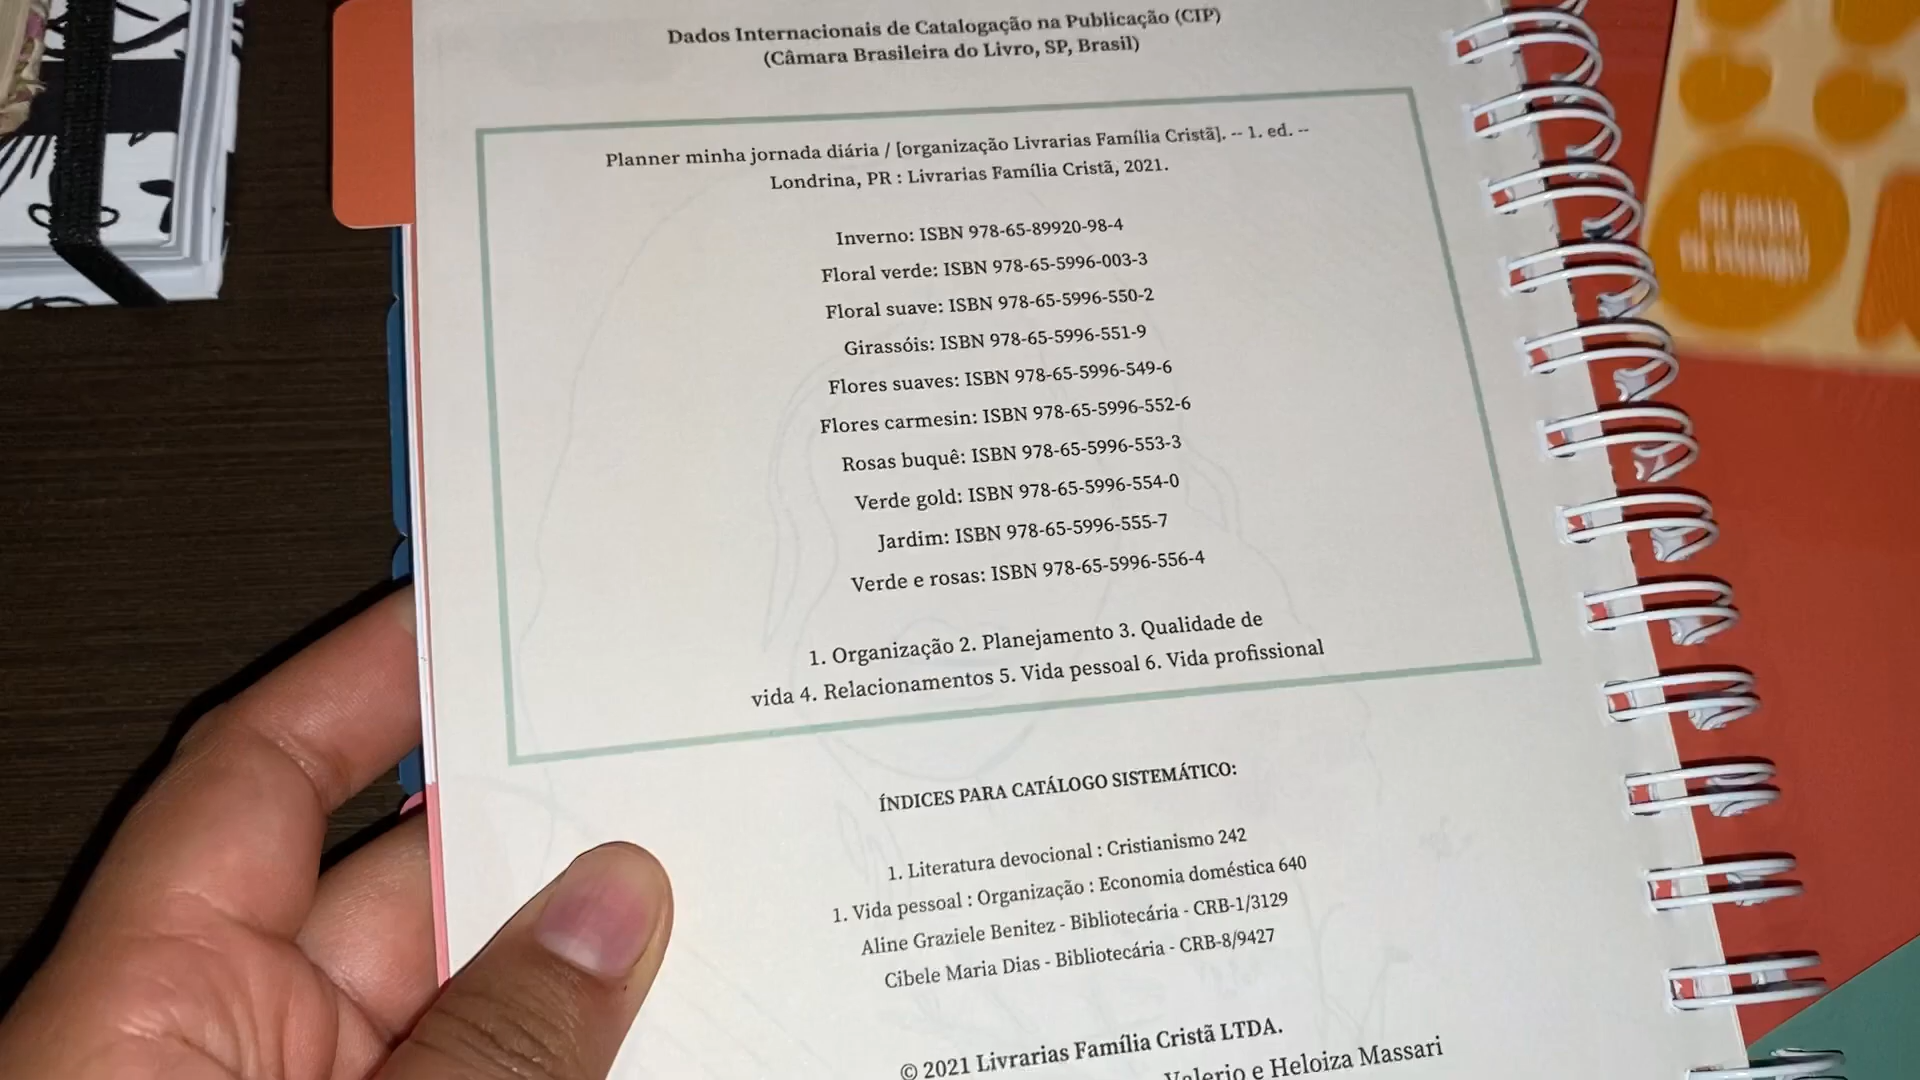 Dados Internacionais de Catalogação na Publicação (CIP)
(Câmara Brasileira do Livro, SP, Brasil)
Planner minha jornada diária / [organização Livrarias Família Cristã]. -- 1. ed. --
Londrina, PR : Livrarias Família Cristã, 2021.
Inverno: ISBN 978-65-89920-98-4
Floral verde: ISBN 978-65-5996-003-3
Floral suave: ISBN 978-65-5996-550-2
Girassóis: ISBN 978-65-5996-551-9
Flores suaves: ISBN 978-65-5996-549-6
Flores carmesin: ISBN 978-65-5996-552-6
Rosas buquê: ISBN 978-65-5996-553-3
Verde gold: ISBN 978-65-5996-554-0
Jardim: ISBN 978-65-5996-555-7
Verde e rosas: ISBN 978-65-5996-556-4
1. Organização 2. Planejamento 3. Qualidade de
vida 4. Relacionamentos 5. Vida pessoal 6. Vida profissional
ÍNDICES PARA CATÁLOGO SISTEMÁTICO:
1. Literatura devocional : Cristianismo 242
1. Vida pessoal : Organização : Economia doméstica 640
Aline Graziele Benitez - Bibliotecária - CRB-1/3129
Cibele Maria Dias - Bibliotecária - CRB-8/9427
© 2021 Livrarias Família Cristã LTDA.
Valerio e Heloiza Massari